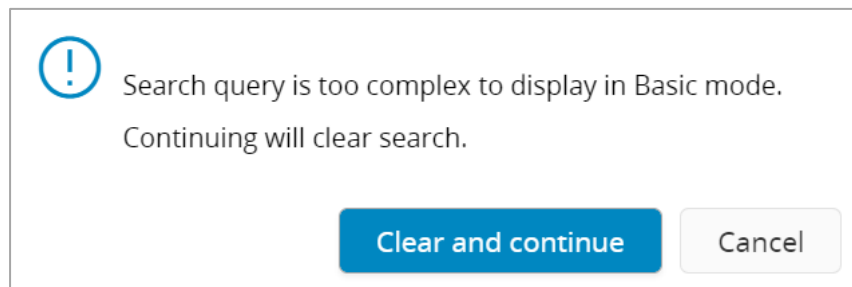 Search query is too complex to display in Basic mode.
Continuing will clear search.
Clear and continue
Cancel